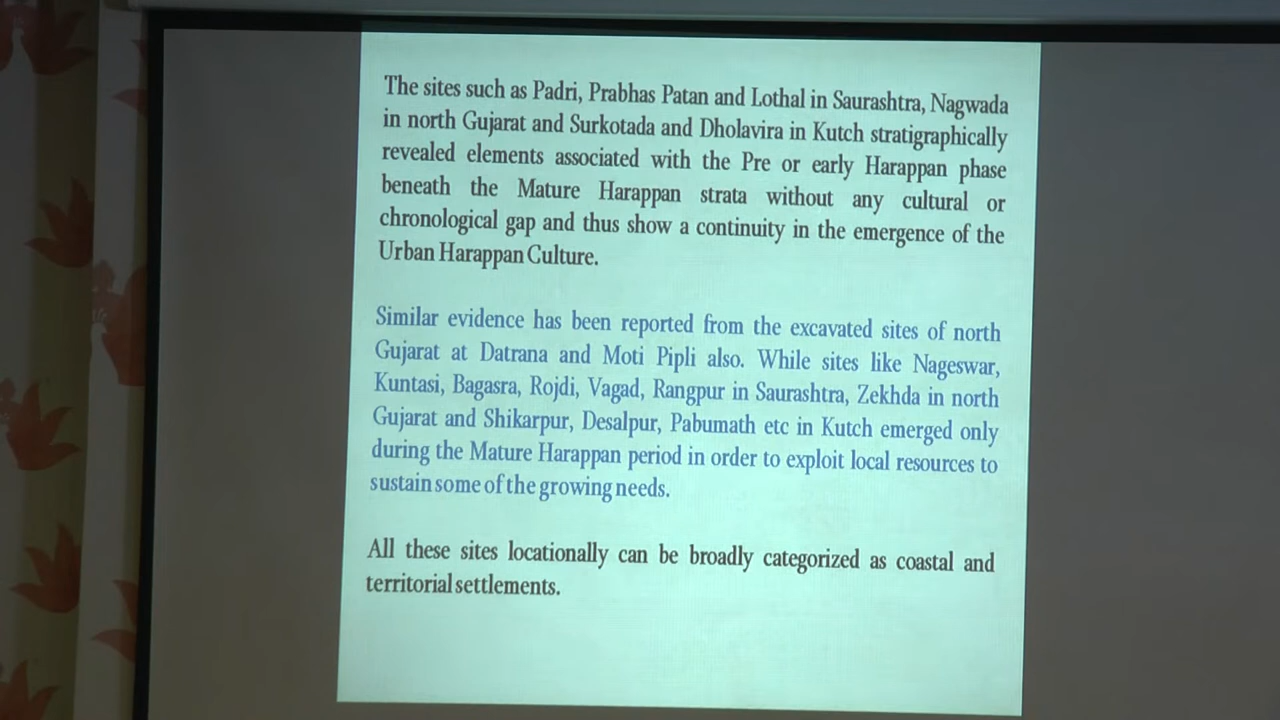 The sites such as Padri, Prabhas Patan and Lothal in Saurashtra, Nagwada
in north Gujarat and Surkotada and Dholavira in Kutch stratigraphically
revealed elements associated with the Pre or early Harappan phase
beneath the Mature Harappan strata without any cultural or
chronological gap and thus show a continuity in the emergence of the
Urban Harappan Culture.
Similar evidence has been reported from the excavated sites of north
Gujarat at Datrana and Moti Pipli also. While sites like Nageswar,
Kuntasi, Bagasra, Rojdi, Vagad, Rangpur in Saurashtra, Zekhda in north
Gujarat and Shikarpur, Desalpur, Pabumath etc in Kutch emerged only
during the Mature Harappan period in order to exploit local resources to
sustain some of the growing needs.
All these sites locationally can be broadly categorized as coastal and
territorial settlements.